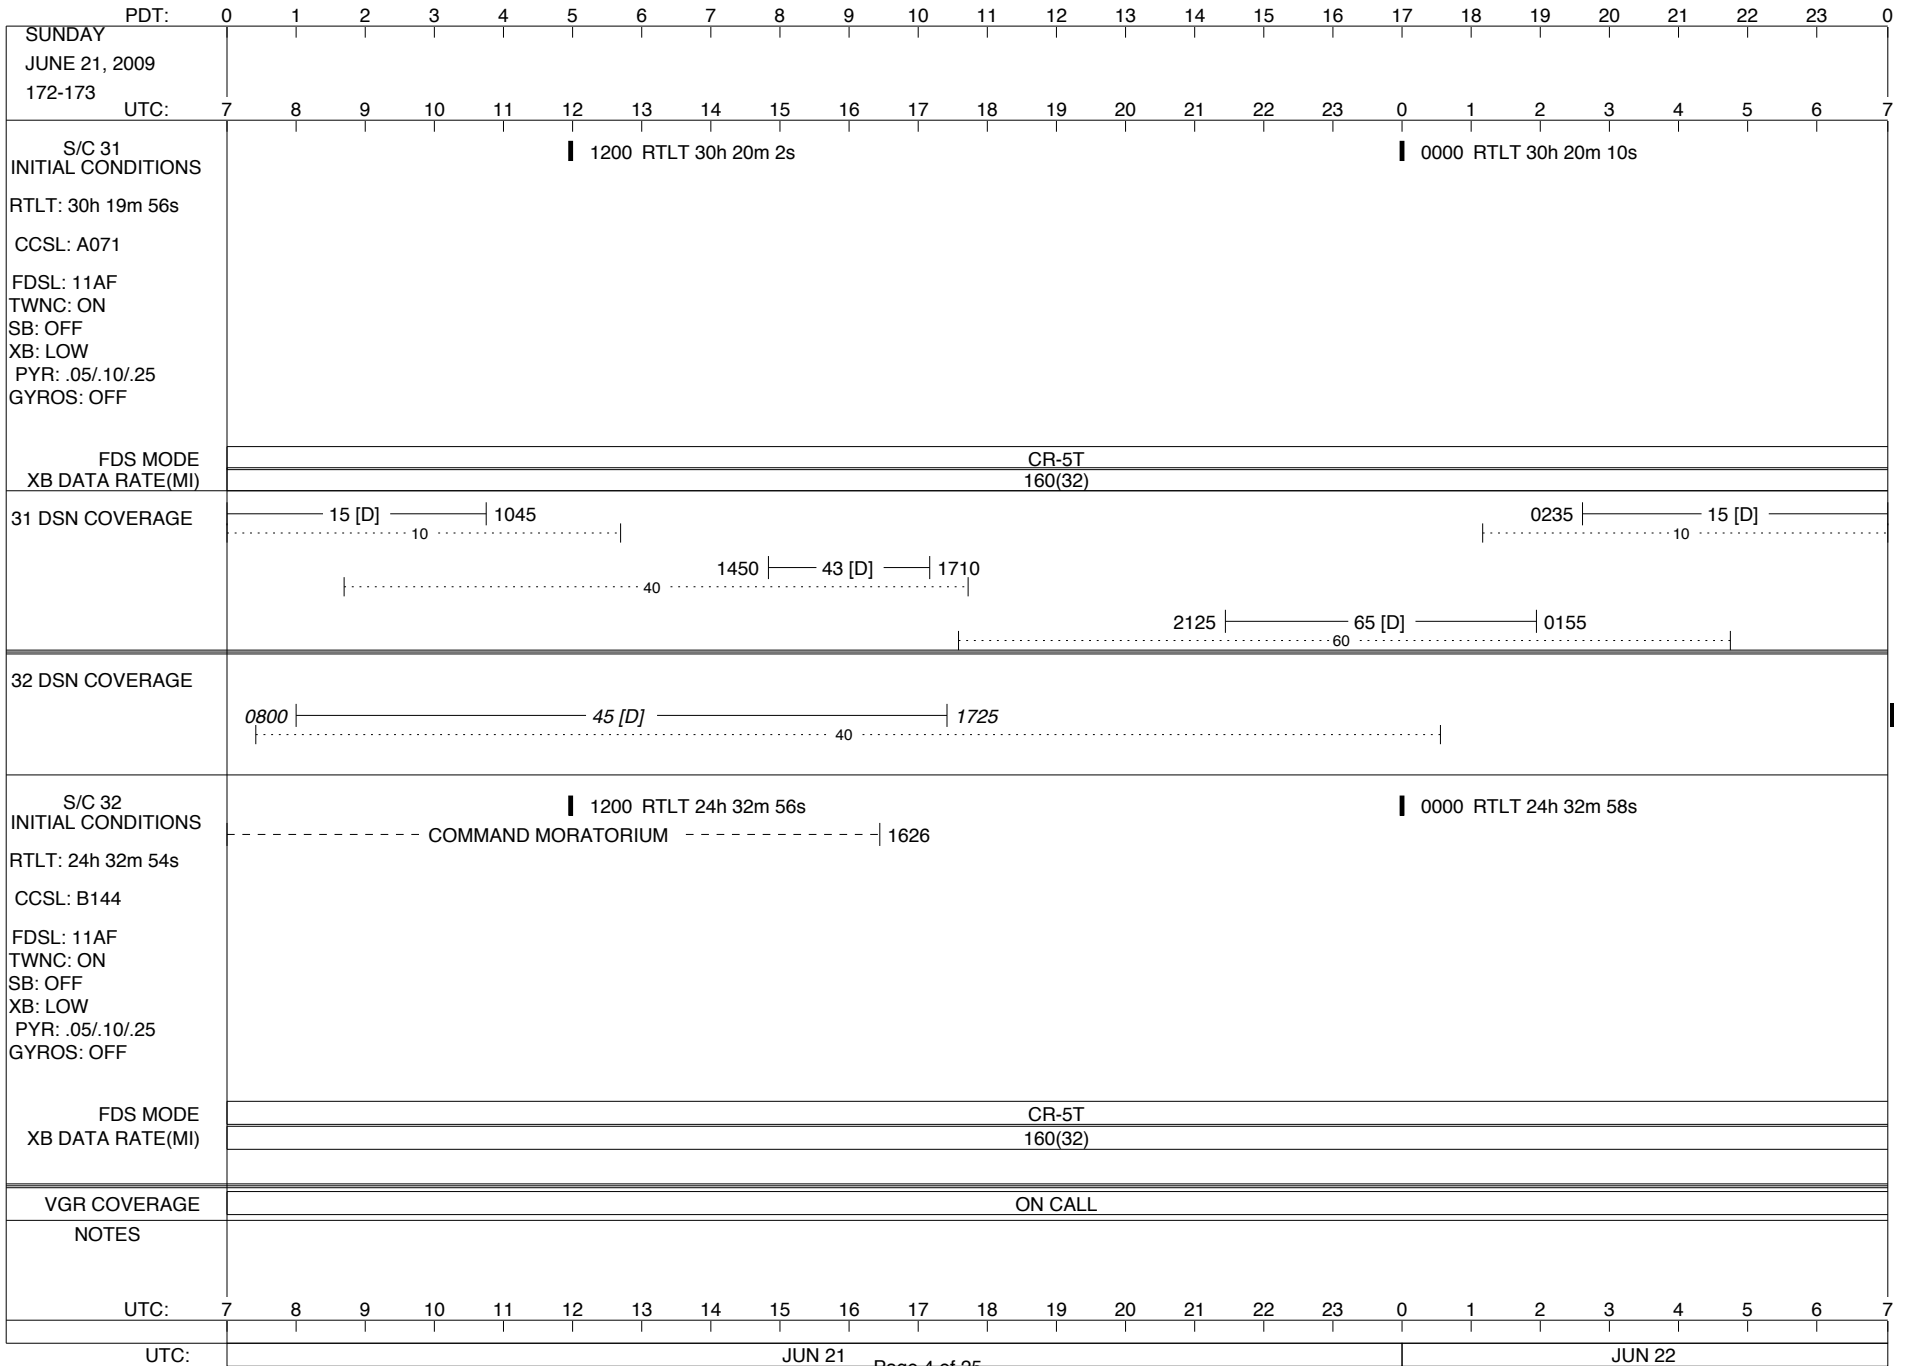 PDT: 0 1 2 3 4 5 6 7 8 9 10 11 12 13 14 15 16 17 18 19 20 21 22 23 0
SUNDAY
JUNE 21, 2009
172-173
UTC: 7 8 9 10 11 12 13 14 15 16 17 18 19 20 21 22 23 0 1 2 3 4 5 6 7
S/C 31
INITIAL CONDITIONS
1200 RTLT 30h 20m 2s
0000 RTLT 30h 20m 10s
RTLT: 30h 19m 56s
CCSL: A071
FDSL: 11AF
TWNC: ON
SB: OFF
XB: LOW
PYR: .05/.10/.25
GYROS: OFF
FDS MODE CR-5T
XB DATA RATE(MI) 160(32)
31 DSN COVERAGE
15 [D] 1045
0235 15 [D]
10
10
1450 43 [D] 1710
40
2125 65 [D] 0155
60
32 DSN COVERAGE
0800 45 [D] 1725
40
S/C 32
INITIAL CONDITIONS
1200 RTLT 24h 32m 56s
0000 RTLT 24h 32m 58s
COMMAND MORATORIUM 1626
RTLT: 24h 32m 54s
CCSL: B144
FDSL: 11AF
TWNC: ON
SB: OFF
XB: LOW
PYR: .05/.10/.25
GYROS: OFF
FDS MODE CR-5T
XB DATA RATE(MI) 160(32)
VGR COVERAGE ON CALL
NOTES
UTC: 7 8 9 10 11 12 13 14 15 16 17 18 19 20 21 22 23 0 1 2 3 4 5 6 7
UTC: JUN 21 JUN 22
Page 4 of 25